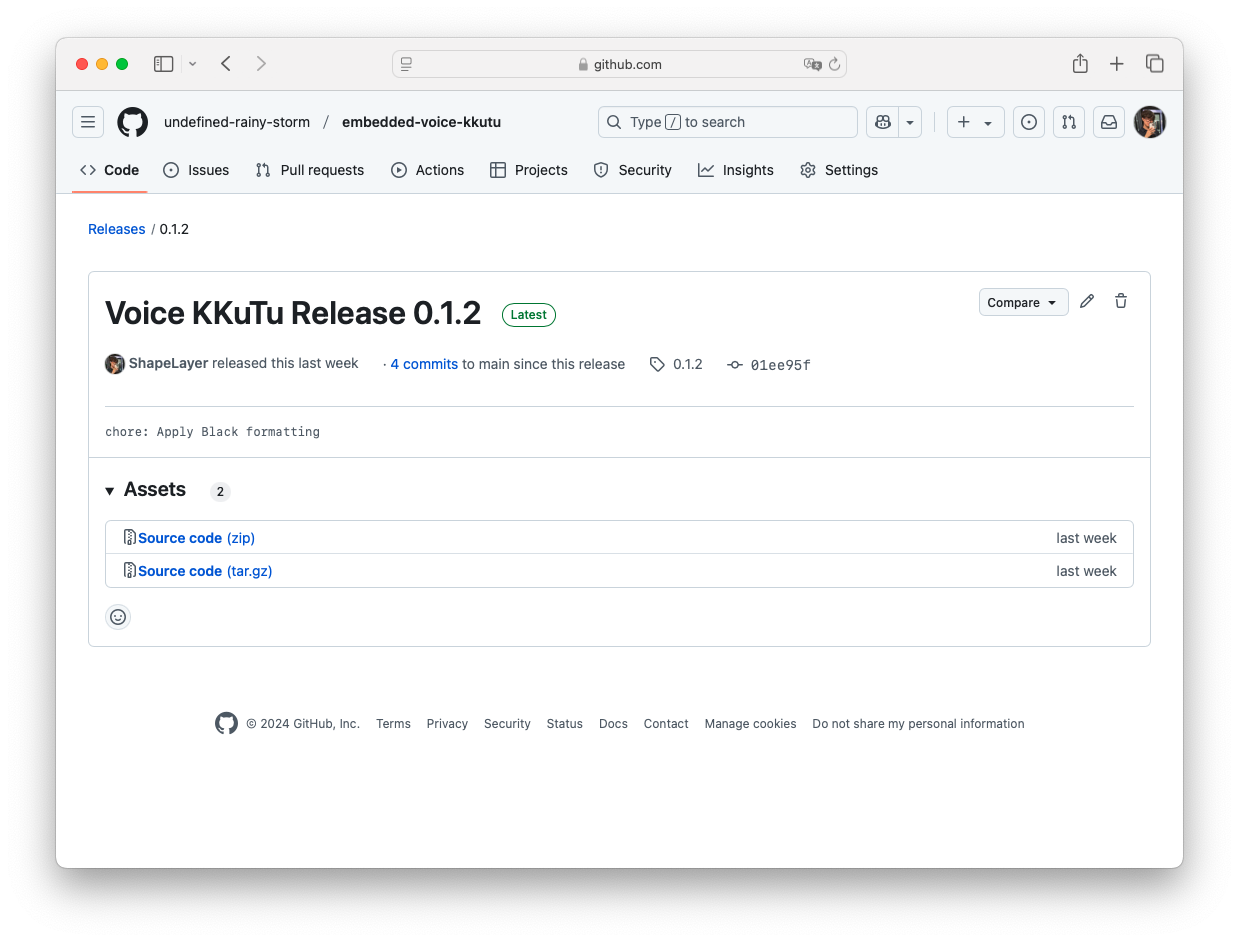 github.com
undefined-rainy-storm / embedded-voice-kkutu
Type / to search
Code Issues Pull requests Actions Projects Security Insights Settings
Releases / 0.1.2
Voice KKuTu Release 0.1.2 Latest
Compare
ShapeLayer released this last week · 4 commits to main since this release 0.1.2 01ee95f
chore: Apply Black formatting
Assets 2
Source code (zip) last week
Source code (tar.gz) last week
© 2024 GitHub, Inc. Terms Privacy Security Status Docs Contact Manage cookies Do not share my personal information